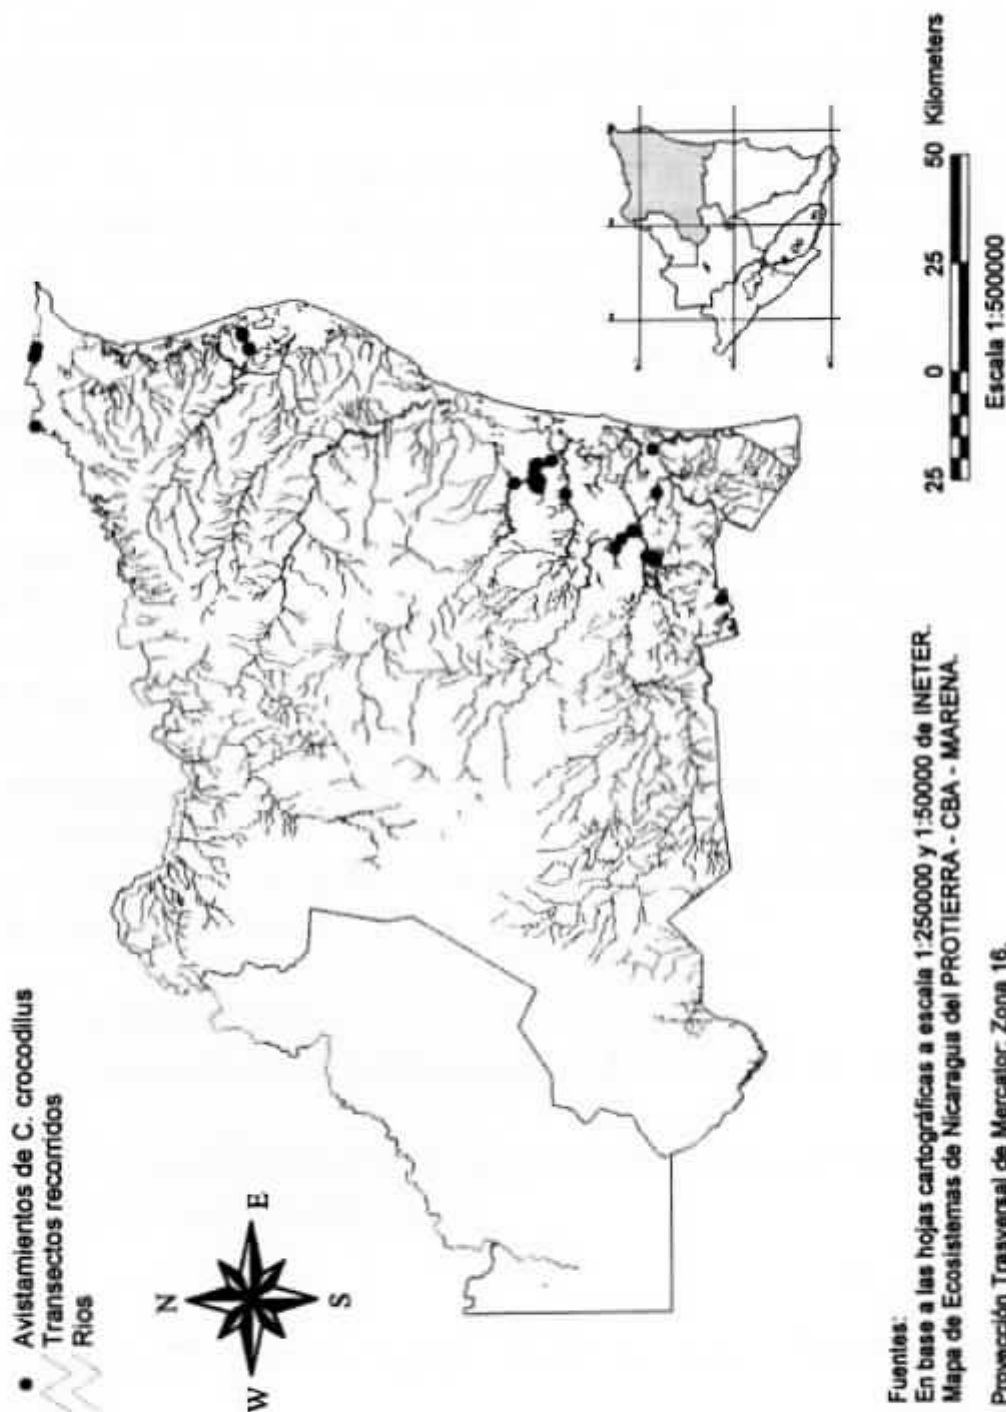 Avistamientos de C. crocodilus
Transectos recorridos
Rios
N
W
E
S
25 0 25 50 Kilometers
Escala 1:500000
Fuentes:
En base a las hojas cartográficas a escala 1:250000 y 1:50000 de INETER.
Mapa de Ecosistemas de Nicaragua del PROTIERRA - CBA - MARENA.
Proyección Trasversal de Mercator: Zona 16